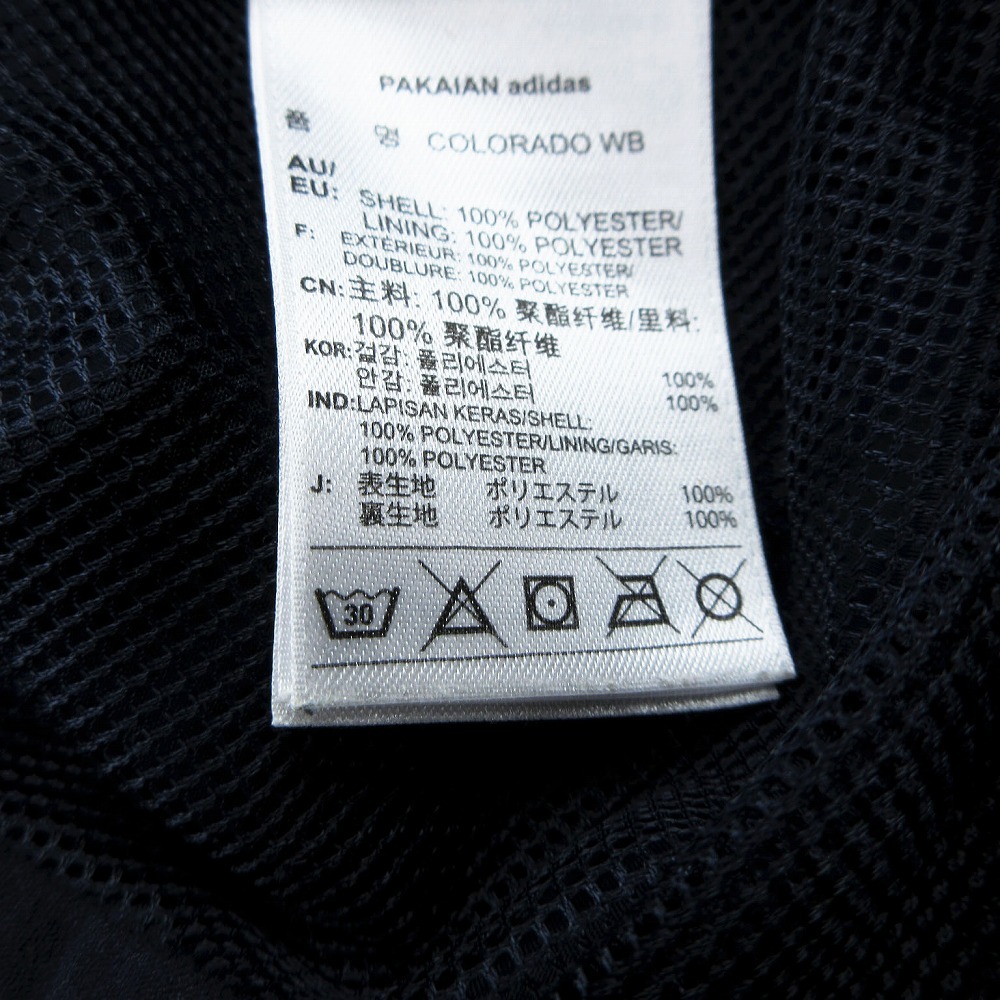 PAKAIAN adidas
품 명 COLORADO WB
AU/
EU: SHELL: 100% POLYESTER/
LINING: 100% POLYESTER
F: EXTÉRIEUR: 100% POLYESTER/
DOUBLURE: 100% POLYESTER
CN: 主料: 100% 聚酯纤维/里料:
100% 聚酯纤维
KOR: 겉감: 폴리에스터 100%
안감: 폴리에스터 100%
IND: LAPISAN KERAS/SHELL:
100% POLYESTER/LINING/GARIS:
100% POLYESTER
J: 表生地 ポリエステル 100%
裏生地 ポリエステル 100%
30